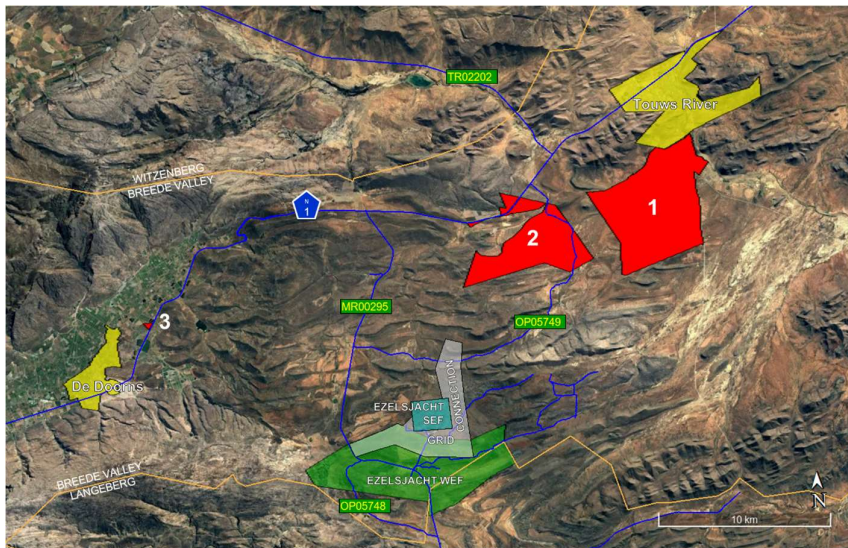 TR02202
Touws River
WITZENBERG
BREEDE VALLEY
N
1
1
2
MR00295
OP05749
3
De Doorns
EZELSJACHT
SEF
CONNECTION
GRID
EZELSJACHT WEF
BREEDE VALLEY
LANGEBERG
OP05748
N
10 km